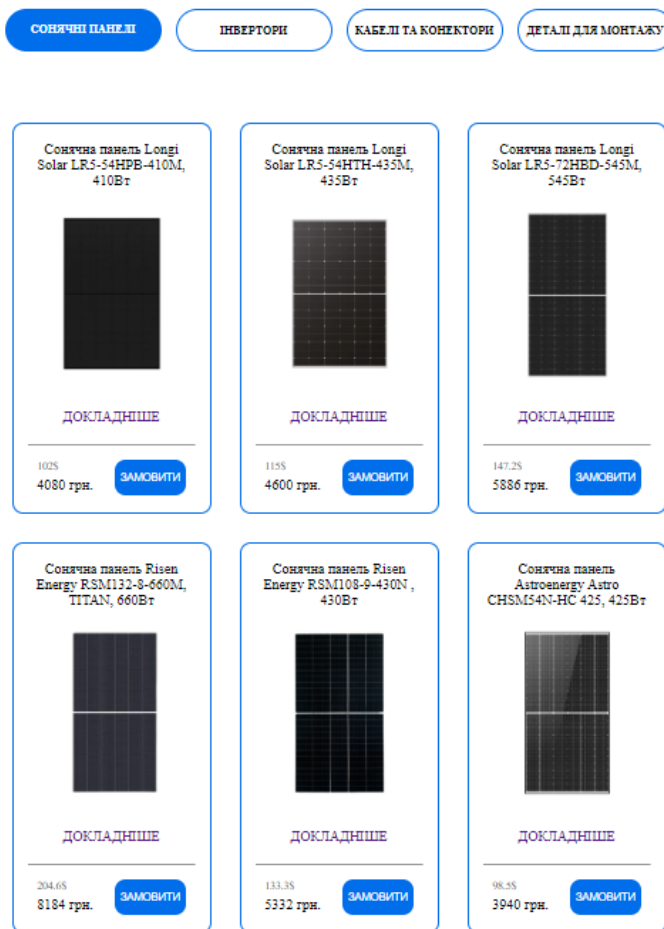 СОНЯЧНІ ПАНЕЛІ
ІНВЕРТОРИ
КАБЕЛІ ТА КОНЕКТОРИ
ДЕТАЛІ ДЛЯ МОНТАЖУ
Сонячна панель Longi
Solar LR5-54HPB-410M,
410Вт
ДОКЛАДНІШЕ
102$
4080 грн.
ЗАМОВИТИ
Сонячна панель Longi
Solar LR5-54HTH-435M,
435Вт
ДОКЛАДНІШЕ
115$
4600 грн.
ЗАМОВИТИ
Сонячна панель Longi
Solar LR5-72HBD-545M,
545Вт
ДОКЛАДНІШЕ
147.2$
5886 грн.
ЗАМОВИТИ
Сонячна панель Risen
Energy RSM132-8-660M,
TITAN, 660Вт
ДОКЛАДНІШЕ
204.6$
8184 грн.
ЗАМОВИТИ
Сонячна панель Risen
Energy RSM108-9-430N ,
430Вт
ДОКЛАДНІШЕ
133.3$
5332 грн.
ЗАМОВИТИ
Сонячна панель
Astroenergy Astro
CHSM54N-HC 425, 425Вт
ДОКЛАДНІШЕ
98.5$
3940 грн.
ЗАМОВИТИ